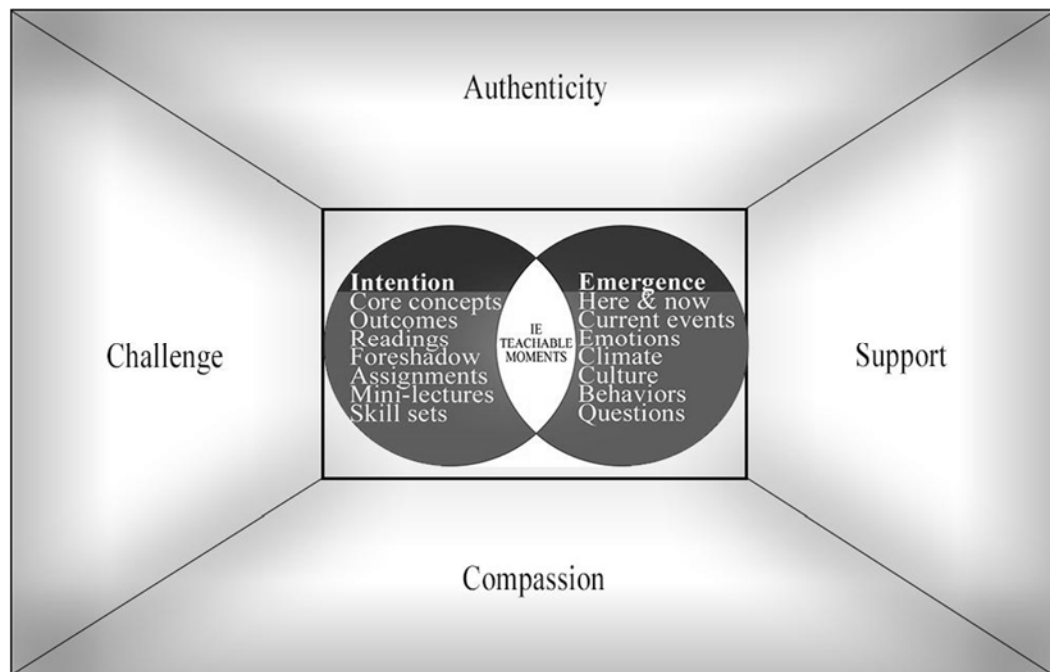 Authenticity
Challenge
Intention
Core concepts
Outcomes
Readings
Foreshadow
Assignments
Mini-lectures
Skill sets
IE
TEACHABLE
MOMENTS
Emergence
Here & now
Current events
Emotions
Climate
Culture
Behaviors
Questions
Support
Compassion